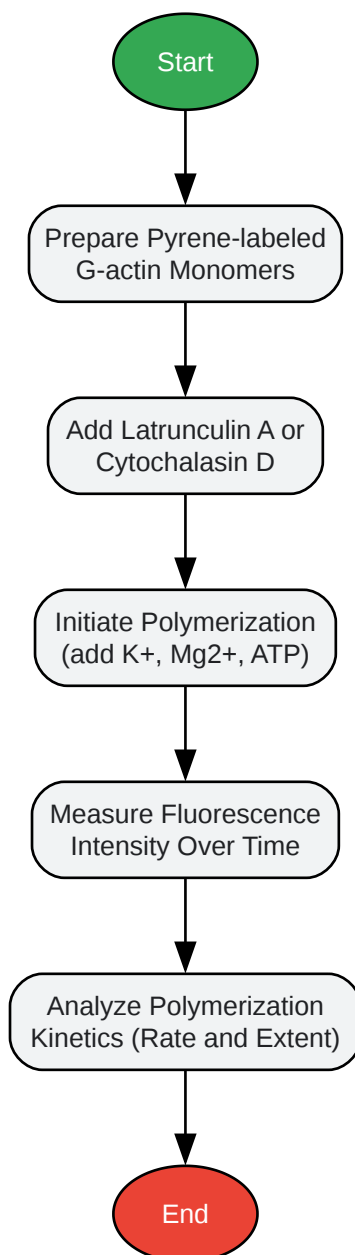 Start
Prepare Pyrene-labeled
G-actin Monomers
Add Latrunculin A or
Cytochalasin D
Initiate Polymerization
(add K+, Mg2+, ATP)
Measure Fluorescence
Intensity Over Time
Analyze Polymerization
Kinetics (Rate and Extent)
End